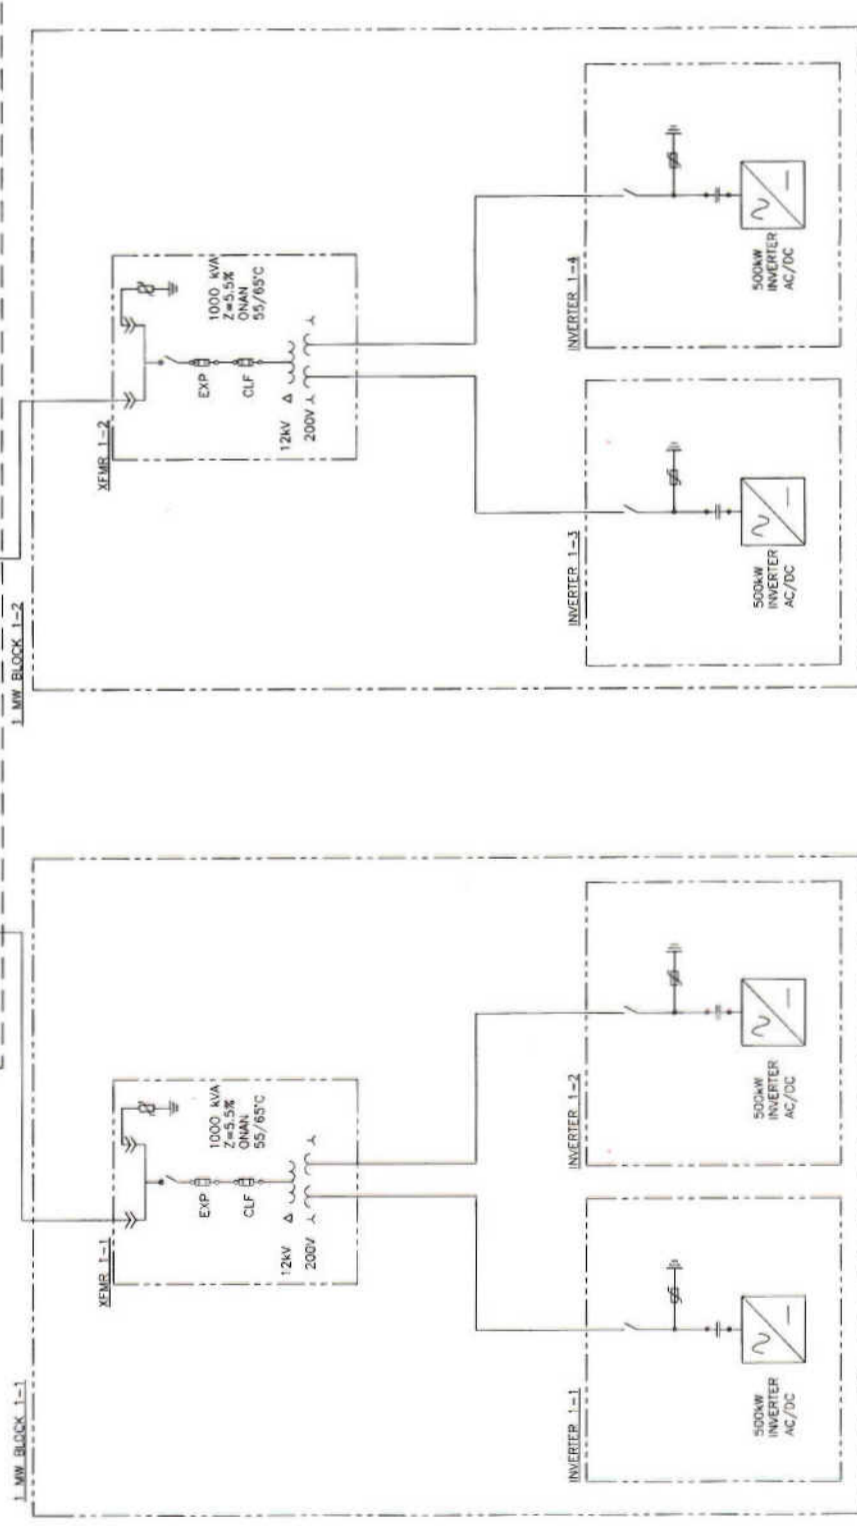 1 MW BLOCK 1-1
XFMR 1-1
1000 kVA
Z=5.5%
ONAN
55/65°C
EXP
CLF
12kV Δ
200V
INVERTER 1-1
500kW
INVERTER
AC/DC
INVERTER 1-2
500kW
INVERTER
AC/DC
1 MW BLOCK 1-2
XFMR 1-2
1000 kVA
Z=5.5%
ONAN
55/65°C
EXP
CLF
12kV Δ
200V
INVERTER 1-3
500kW
INVERTER
AC/DC
INVERTER 1-4
500kW
INVERTER
AC/DC